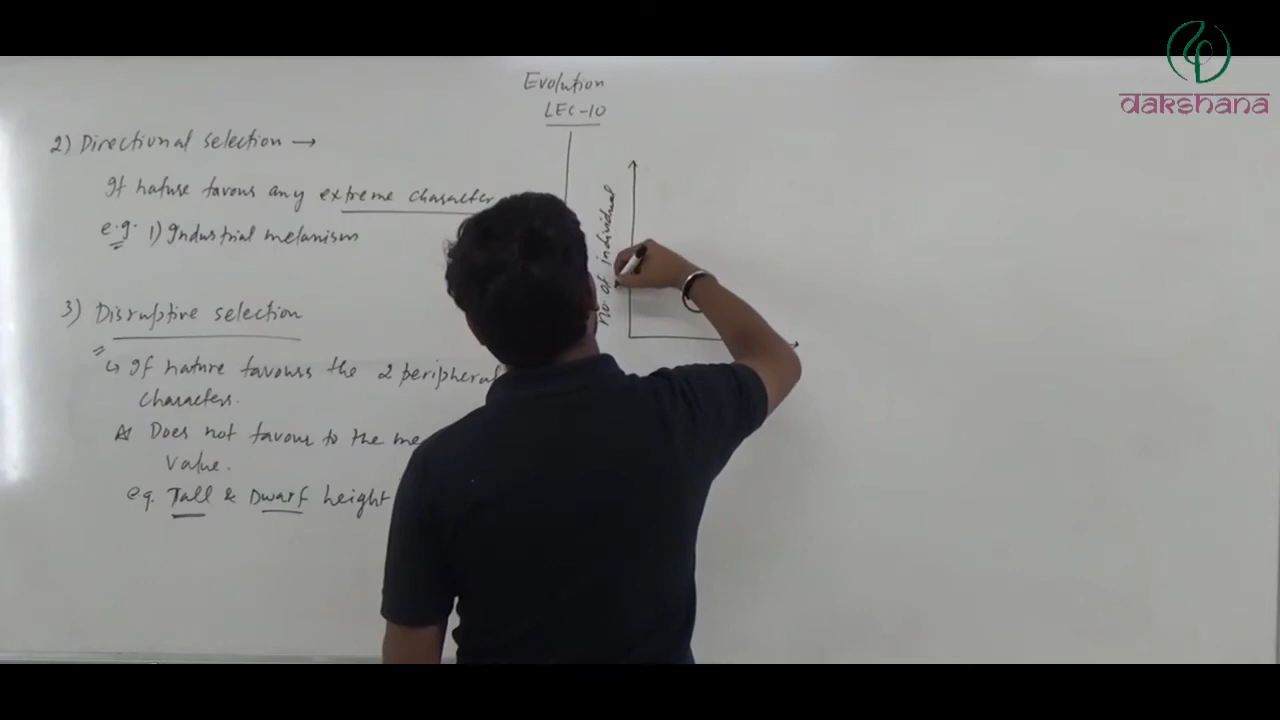 dakshana
Evolution
LEC-10
2) Directional selection →
If nature favous any extreme character
e.g. 1) Industrial melanism
3) Disruptive selection
↳ If nature favours the 2 peripheral
characters.
Does not favour to the me
value.
eg. Tall & Dwarf height
no of individual